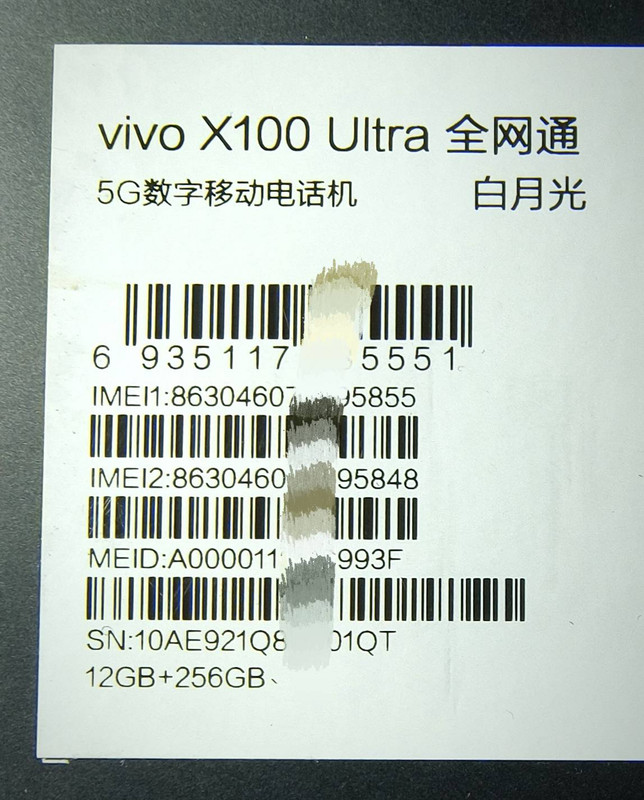 vivo X100 Ultra 全网通
5G数字移动电话机 白月光
6 935117 5551
IMEI1:86304607 95855
IMEI2:8630460 95848
MEID:A000011 993F
SN:10AE921Q8 01QT
12GB+256GB、